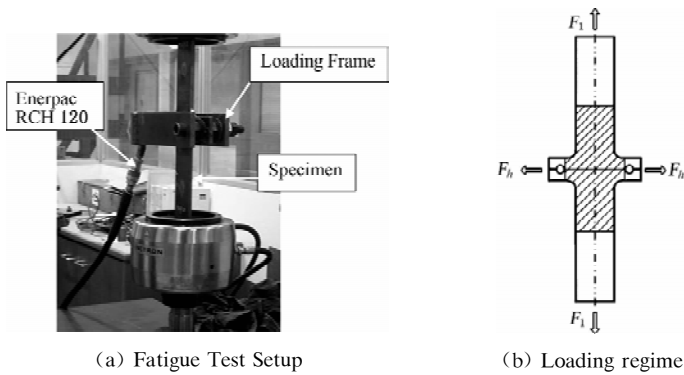 Loading Frame
Enerpac
RCH 120
Specimen
F₁
Fₕ
Fₕ
F₁
(a) Fatigue Test Setup
(b) Loading regime